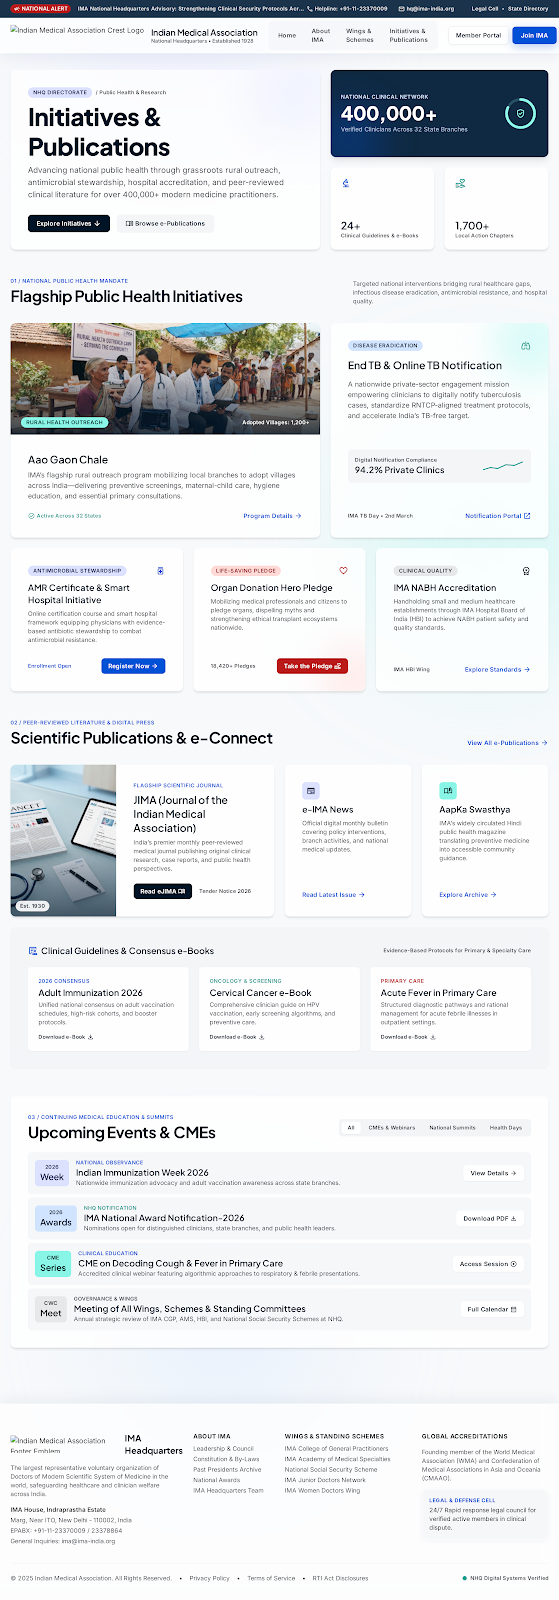 NATIONAL ALERT
IMA National Headquarters Advisory: Strengthening Clinical Security Protocols Acr...
Helpline: +91-11-23370009
hq@ima-india.org
Legal Cell • State Directory
Indian Medical Association Crest Logo
Indian Medical Association
National Headquarters • Established 1928
Home
About IMA
Wings & Schemes
Initiatives & Publications
Member Portal
Join IMA
NHQ DIRECTORATE / Public Health & Research
Initiatives &
Publications
Advancing national public health through grassroots rural outreach,
antimicrobial stewardship, hospital accreditation, and peer-reviewed
clinical literature for over 400,000+ modern medicine practitioners.
Explore Initiatives
Browse e-Publications
NATIONAL CLINICAL NETWORK
400,000+
Verified Clinicians Across 32 State Branches
24+
Clinical Guidelines & e-Books
1,700+
Local Action Chapters
01 / NATIONAL PUBLIC HEALTH MANDATE
Flagship Public Health Initiatives
Targeted national interventions bridging rural healthcare gaps,
infectious disease eradication, antimicrobial resistance, and hospital
quality.
RURAL HEALTH OUTREACH
Adopted Villages: 1,200+
Aao Gaon Chale
IMA's flagship rural outreach program mobilizing local branches to adopt villages
across India—delivering preventive screenings, maternal-child care, hygiene
education, and essential primary consultations.
Active Across 32 States
Program Details →
DISEASE ERADICATION
End TB & Online TB Notification
A nationwide private-sector engagement mission
empowering clinicians to digitally notify tuberculosis
cases, standardize RNTCP-aligned treatment protocols,
and accelerate India's TB-free target.
Digital Notification Compliance
94.2% Private Clinics
IMA TB Day • 2nd March
Notification Portal
ANTIMICROBIAL STEWARDSHIP
AMR Certificate & Smart
Hospital Initiative
Online certification course and smart hospital
framework equipping physicians with evidence-
based antibiotic stewardship to combat
antimicrobial resistance.
Enrollment Open
Register Now →
LIFE-SAVING PLEDGE
Organ Donation Hero Pledge
Mobilizing medical professionals and citizens to
pledge organs, dispelling myths and
strengthening ethical transplant ecosystems
nationwide.
18,420+ Pledges
Take the Pledge
CLINICAL QUALITY
IMA NABH Accreditation
Handholding small and medium healthcare
establishments through IMA Hospital Board of
India (HBI) to achieve NABH patient safety and
quality standards.
IMA HBI Wing
Explore Standards →
02 / PEER-REVIEWED LITERATURE & DIGITAL PRESS
Scientific Publications & e-Connect
View All e-Publications →
Est. 1930
FLAGSHIP SCIENTIFIC JOURNAL
JIMA (Journal of the
Indian Medical
Association)
India's premier monthly peer-reviewed
medical journal publishing original clinical
research, case reports, and public health
perspectives.
Read eJIMA
Tender Notice 2026
e-IMA News
Official digital monthly bulletin
covering policy interventions,
branch activities, and national
medical updates.
Read Latest Issue →
AapKa Swasthya
IMA's widely circulated Hindi
public health magazine
translating preventive medicine
into accessible community
guidance.
Explore Archive →
Clinical Guidelines & Consensus e-Books
Evidence-Based Protocols for Primary & Specialty Care
2026 CONSENSUS
Adult Immunization 2026
Unified national consensus on adult vaccination
schedules, high-risk cohorts, and booster
protocols.
Download e-Book
ONCOLOGY & SCREENING
Cervical Cancer e-Book
Comprehensive clinician guide on HPV
vaccination, early screening algorithms, and
preventive care.
Download e-Book
PRIMARY CARE
Acute Fever in Primary Care
Structured diagnostic pathways and rational
management for acute febrile illnesses in
outpatient settings.
Download e-Book
03 / CONTINUING MEDICAL EDUCATION & SUMMITS
Upcoming Events & CMEs
All
CMEs & Webinars
National Summits
Health Days
2026
Week
NATIONAL OBSERVANCE
Indian Immunization Week 2026
Nationwide immunization advocacy and adult vaccination awareness across state branches.
View Details →
2026
Awards
NHQ NOTIFICATION
IMA National Award Notification–2026
Nominations open for distinguished clinicians, state branches, and public health leaders.
Download PDF
CME
Series
CLINICAL EDUCATION
CME on Decoding Cough & Fever in Primary Care
Accredited clinical webinar featuring algorithmic approaches to respiratory & febrile presentations.
Access Session
CWC
Meet
GOVERNANCE & WINGS
Meeting of All Wings, Schemes & Standing Committees
Annual strategic review of IMA CGP, AMS, HBI, and National Social Security Schemes at NHQ.
Full Calendar
Indian Medical Association
Footer Emblem
IMA
Headquarters
The largest representative voluntary organization of
Doctors of Modern Scientific System of Medicine in the
world, safeguarding healthcare and clinician welfare
across India.
IMA House, Indraprastha Estate
Marg, Near ITO, New Delhi - 110002, India
EPABX: +91-11-23370009 / 23378864
General Inquiries: ima@ima-india.org
ABOUT IMA
Leadership & Council
Constitution & By-Laws
Past Presidents Archive
National Awards
IMA Headquarters Team
WINGS & STANDING SCHEMES
IMA College of General Practitioners
IMA Academy of Medical Specialties
National Social Security Scheme
IMA Junior Doctors Network
IMA Women Doctors Wing
GLOBAL ACCREDITATIONS
Founding member of the World Medical
Association (WMA) and Confederation of
Medical Associations in Asia and Oceania
(CMAAO).
LEGAL & DEFENSE CELL
24/7 Rapid response legal council for
verified active members in clinical
dispute.
© 2025 Indian Medical Association. All Rights Reserved. • Privacy Policy • Terms of Service • RTI Act Disclosures
NHQ Digital Systems Verified